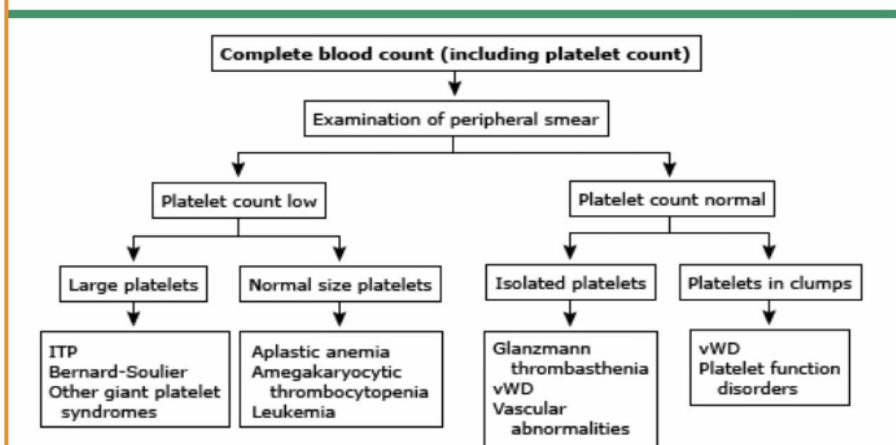 Complete blood count (including platelet count)
Examination of peripheral smear
Platelet count low
Platelet count normal
Large platelets
Normal size platelets
Isolated platelets
Platelets in clumps
ITP
Bernard-Soulier
Other giant platelet
syndromes
Aplastic anemia
Amegakaryocytic
thrombocytopenia
Leukemia
Glanzmann
thrombasthenia
vWD
Vascular
abnormalities
vWD
Platelet function
disorders